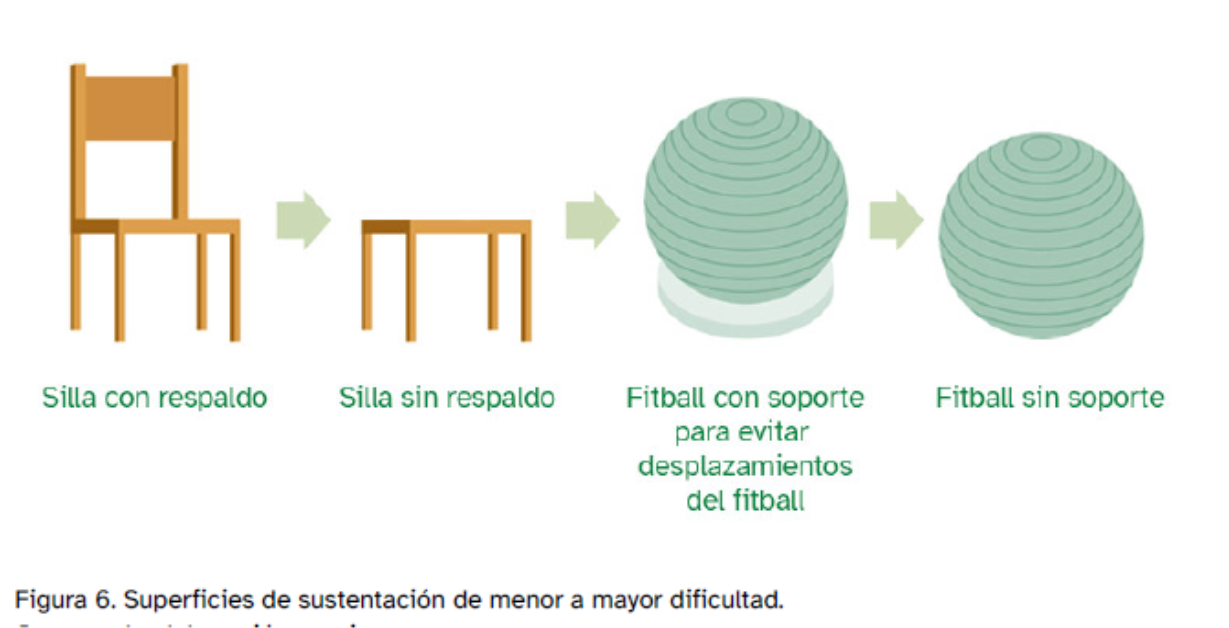 Silla con respaldo
Silla sin respaldo
Fitball con soporte
para evitar
desplazamientos
del fitball
Fitball sin soporte
Figura 6. Superficies de sustentación de menor a mayor dificultad.